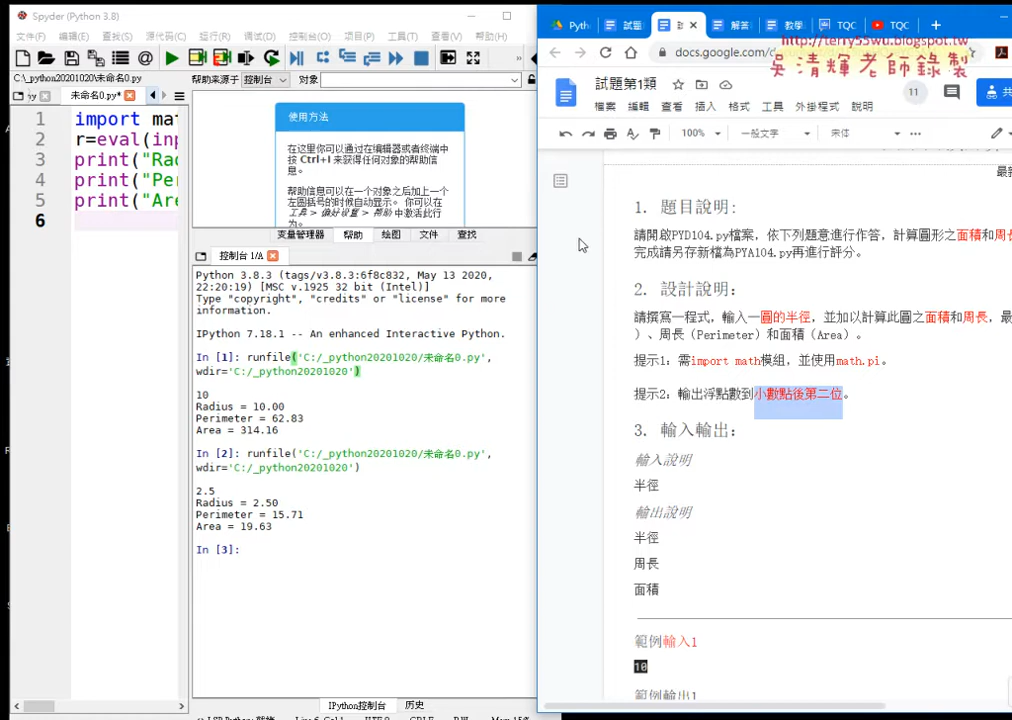 Spyder (Python 3.8)
文件(F) 编辑(E) 查找(S) 源代码(C) 运行(R) 调试(D) 控制台(O) 项目(P) 工具(T) 查看(V) 帮助(H)
C:\_python20201020\未命名0.py
未命名0.py*
帮助来源于 控制台 对象
1 import mat
2 r=eval(inp
3 print("Rad
4 print("Per
5 print("Are
6
使用方法
在这里你可以通过在编辑器或者终端中
按 Ctrl+I 来获得任何对象的帮助信
息。
帮助信息可以在一个对象之后加上一个
左圆括号的时候自动显示。 你可以在
工具 > 偏好设置 > 帮助 中激活此行
为。
变量管理器 帮助 绘图 文件 查找
控制台 1/A
Python 3.8.3 (tags/v3.8.3:6f8c832, May 13 2020,
22:20:19) [MSC v.1925 32 bit (Intel)]
Type "copyright", "credits" or "license" for more
information.
IPython 7.18.1 -- An enhanced Interactive Python.
In [1]: runfile('C:/_python20201020/未命名0.py',
wdir='C:/_python20201020')
10
Radius = 10.00
Perimeter = 62.83
Area = 314.16
In [2]: runfile('C:/_python20201020/未命名0.py',
wdir='C:/_python20201020')
2.5
Radius = 2.50
Perimeter = 15.71
Area = 19.63
In [3]:
IPython控制台 历史
Pyth 試題 解答 教學 TQC TQC
http://terry55wu.blogspot.tw
docs.google.com/d
吳清輝老師錄製
試題第1類
11
共
檔案 編輯 查看 插入 格式 工具 外掛程式 說明
100% 一般文字 宋体
最新
1. 題目說明:
請開啟PYD104.py檔案，依下列題意進行作答，計算圓形之面積和周長
完成請另存新檔為PYA104.py再進行評分。
2. 設計說明:
請撰寫一程式，輸入一圓的半徑，並加以計算此圓之面積和周長，最
）、周長（Perimeter）和面積（Area）。
提示1：需import math模組，並使用math.pi。
提示2：輸出浮點數到小數點後第二位。
3. 輸入輸出:
輸入說明
半徑
輸出說明
半徑
周長
面積
範例輸入1
10
範例輸出1